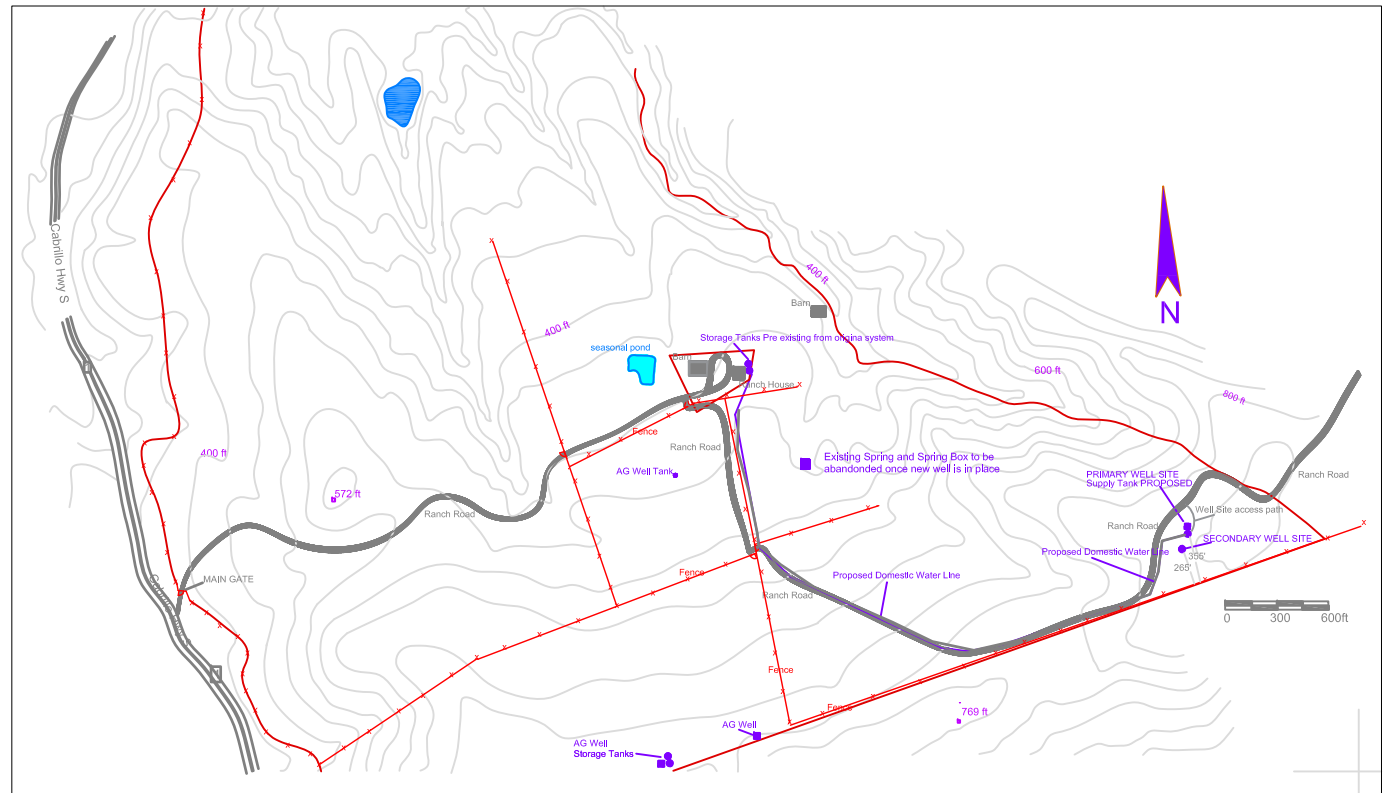 Cabrillo Hwy S
400 ft
Barn
400 ft
Storage Tanks Pre existing from origina system
seasonal pond
Barn
Ranch House
600 ft
800 ft
N
Fence
Ranch Road
400 ft
AG Well Tank
Existing Spring and Spring Box to be
abandonded once new well is in place
PRIMARY WELL SITE
Supply Tank PROPOSED
Ranch Road
572 ft
Ranch Road
Well Site access path
Ranch Road
SECONDARY WELL SITE
Proposed Domestic Water Line
356'
265'
MAIN GATE
Fence
Proposed Domestic Water Line
Ranch Road
0 300 600ft
Fence
Fence
769 ft
AG Well
AG Well
Storage Tanks